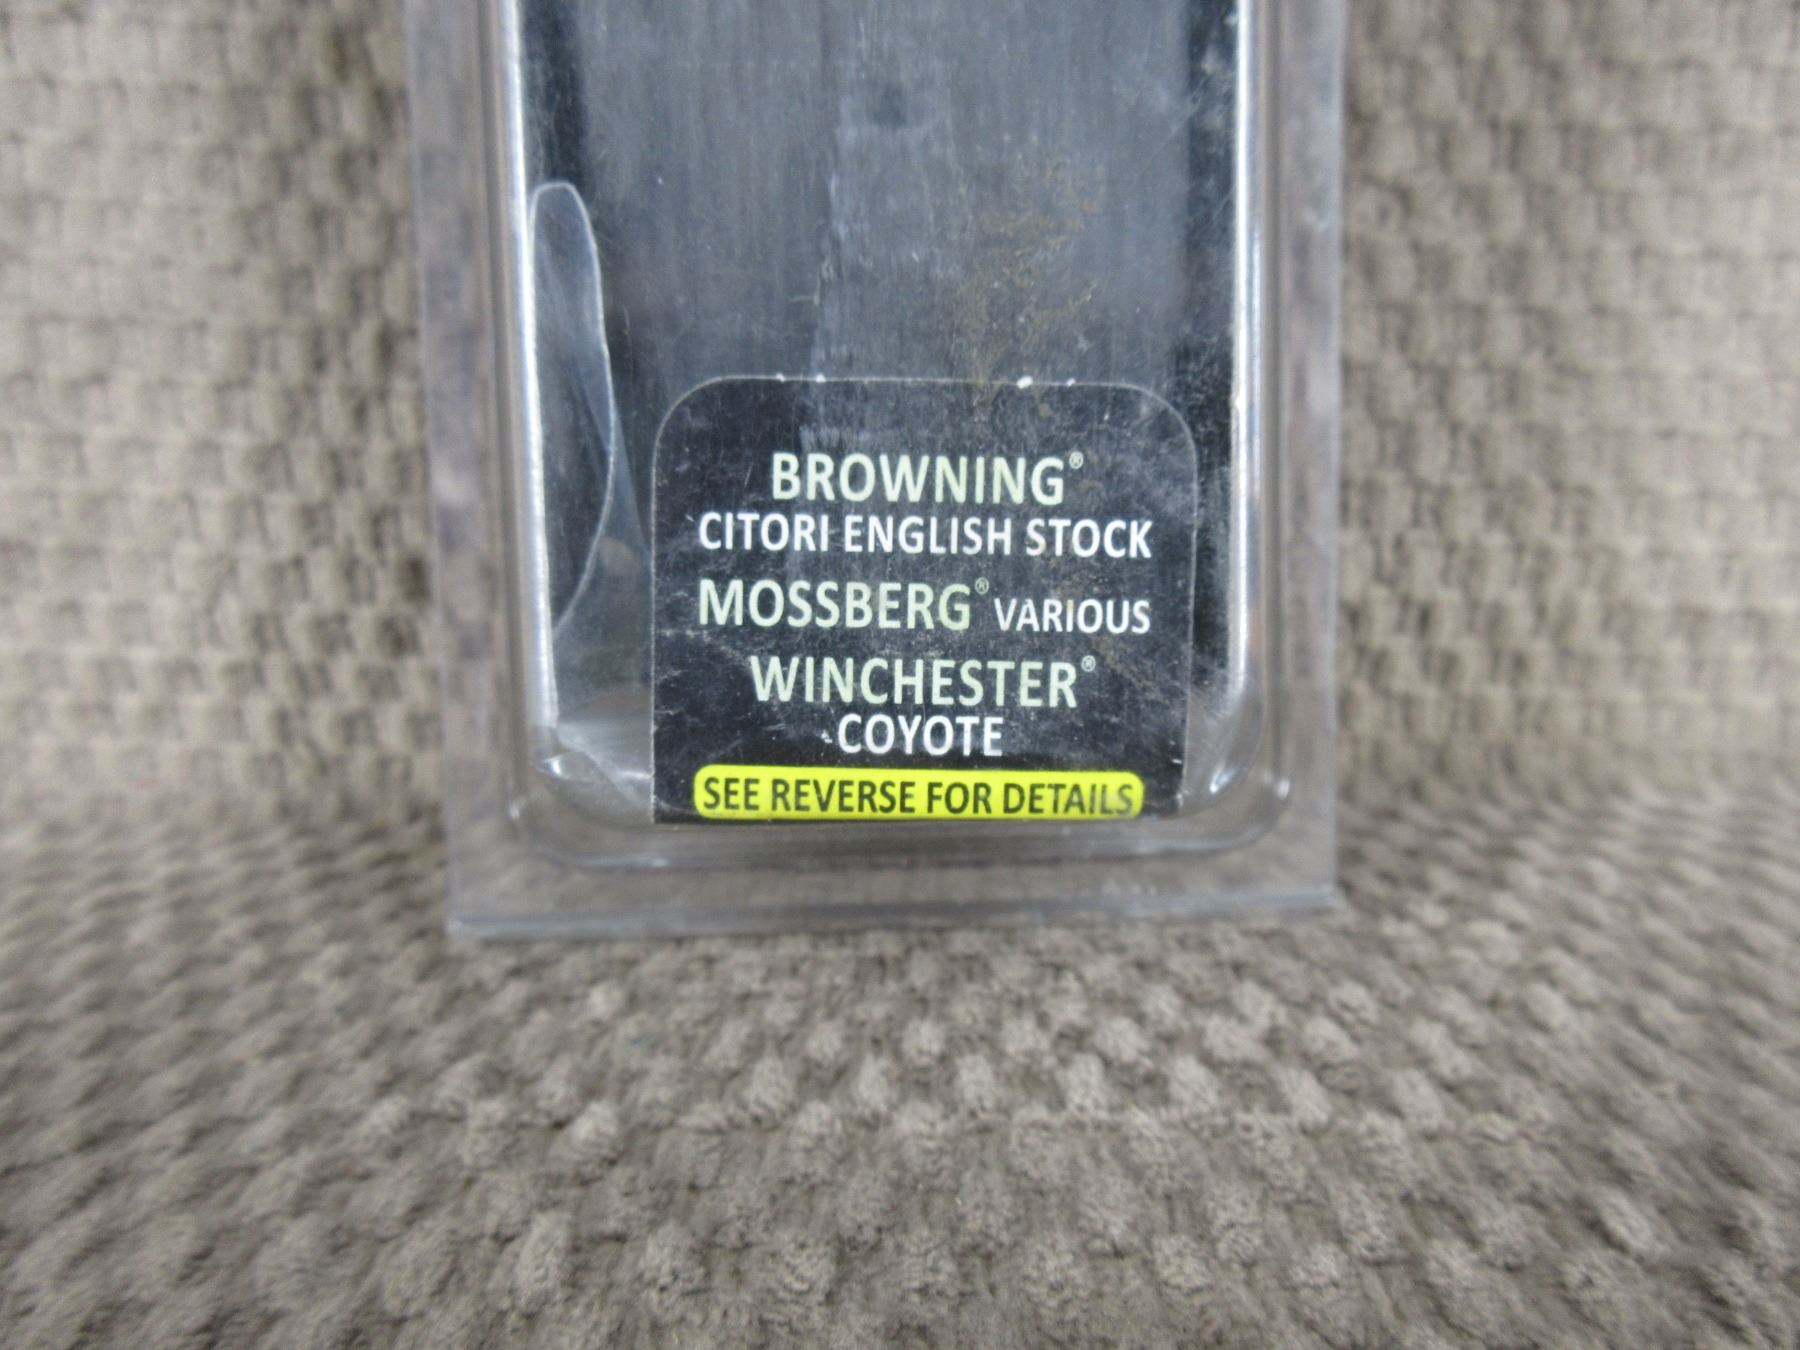 BROWNING®
CITORI ENGLISH STOCK
MOSSBERG® VARIOUS
WINCHESTER®
COYOTE
SEE REVERSE FOR DETAILS